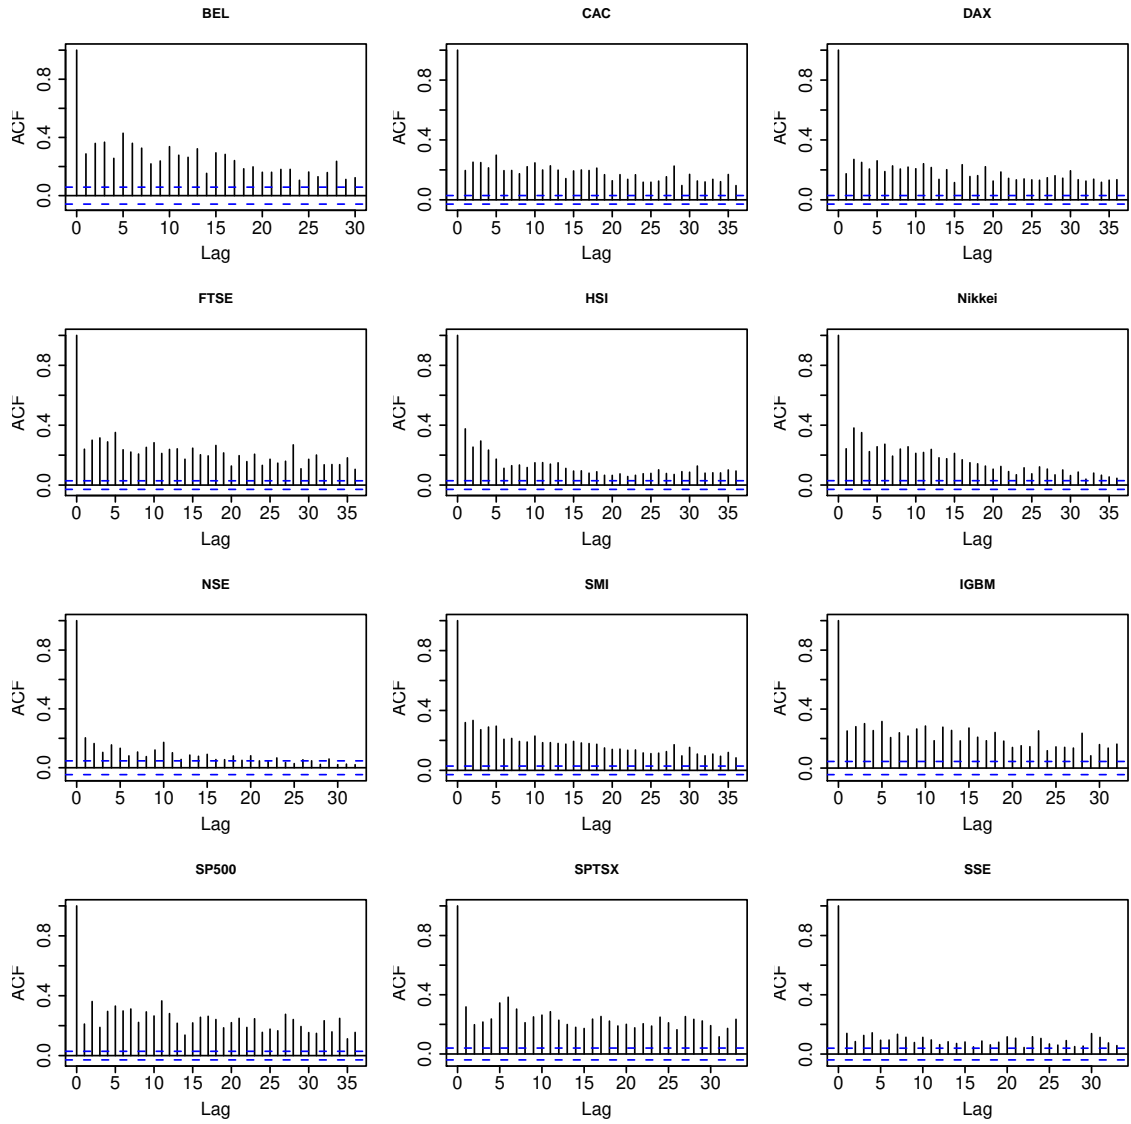 BEL CAC DAX
ACF 0.0 0.4 0.8 ACF 0.0 0.4 0.8 ACF 0.0 0.4 0.8
0 5 10 15 20 25 30 0 5 10 15 20 25 30 35 0 5 10 15 20 25 30 35
Lag Lag Lag
FTSE HSI Nikkei
ACF 0.0 0.4 0.8 ACF 0.0 0.4 0.8 ACF 0.0 0.4 0.8
0 5 10 15 20 25 30 35 0 5 10 15 20 25 30 35 0 5 10 15 20 25 30 35
Lag Lag Lag
NSE SMI IGBM
ACF 0.0 0.4 0.8 ACF 0.0 0.4 0.8 ACF 0.0 0.4 0.8
0 5 10 15 20 25 30 0 5 10 15 20 25 30 35 0 5 10 15 20 25 30
Lag Lag Lag
SP500 SPTSX SSE
ACF 0.0 0.4 0.8 ACF 0.0 0.4 0.8 ACF 0.0 0.4 0.8
0 5 10 15 20 25 30 35 0 5 10 15 20 25 30 0 5 10 15 20 25 30
Lag Lag Lag